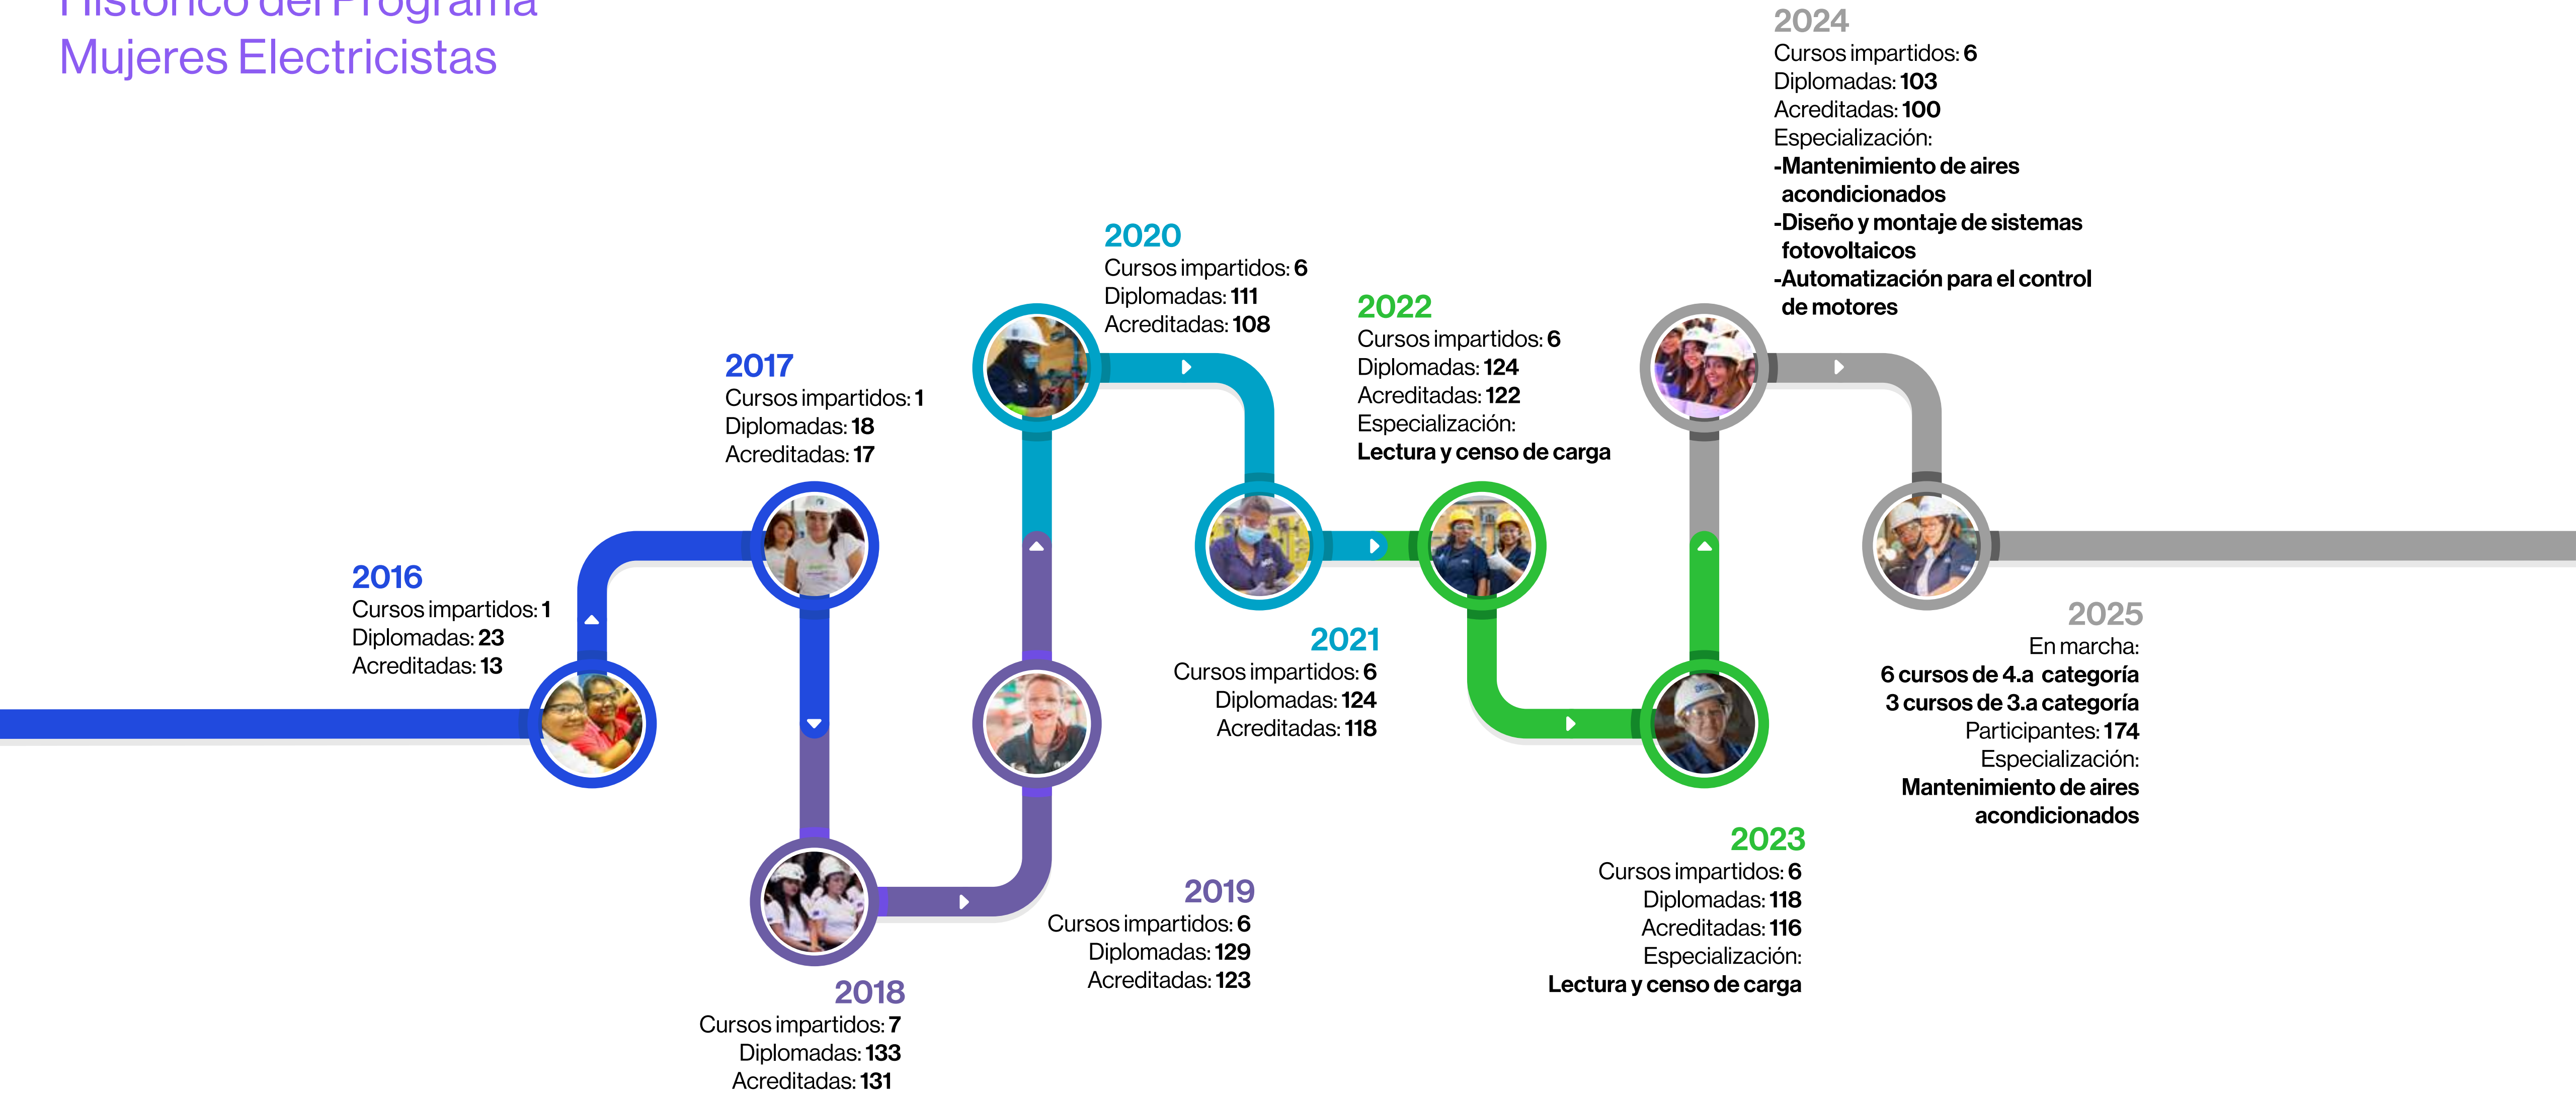 Histórico del Programa
Mujeres Electricistas
2016
Cursos impartidos: 1
Diplomadas: 23
Acreditadas: 13
2017
Cursos impartidos: 1
Diplomadas: 18
Acreditadas: 17
2018
Cursos impartidos: 7
Diplomadas: 133
Acreditadas: 131
2019
Cursos impartidos: 6
Diplomadas: 129
Acreditadas: 123
2020
Cursos impartidos: 6
Diplomadas: 111
Acreditadas: 108
2021
Cursos impartidos: 6
Diplomadas: 124
Acreditadas: 118
2022
Cursos impartidos: 6
Diplomadas: 124
Acreditadas: 122
Especialización:
Lectura y censo de carga
2023
Cursos impartidos: 6
Diplomadas: 118
Acreditadas: 116
Especialización:
Lectura y censo de carga
2024
Cursos impartidos: 6
Diplomadas: 103
Acreditadas: 100
Especialización:
-Mantenimiento de aires
acondicionados
-Diseño y montaje de sistemas
fotovoltaicos
-Automatización para el control
de motores
2025
En marcha:
6 cursos de 4.a categoría
3 cursos de 3.a categoría
Participantes: 174
Especialización:
Mantenimiento de aires
acondicionados